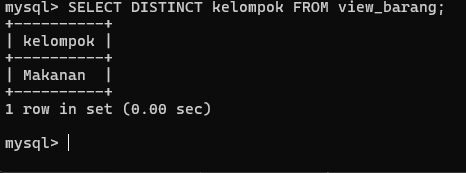 mysql> SELECT DISTINCT kelompok FROM view_barang;
+----------+
| kelompok |
+----------+
| Makanan  |
+----------+
1 row in set (0.00 sec)
mysql>